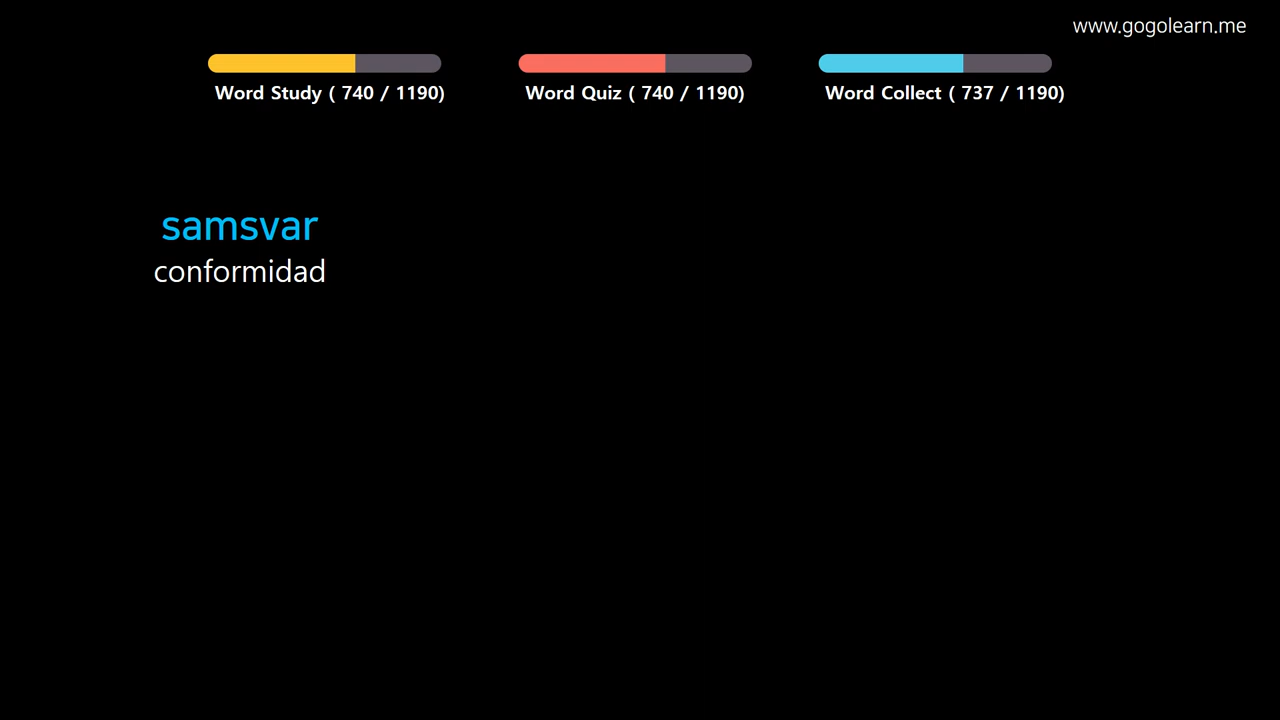 www.gogolearn.me
Word Study ( 740 / 1190)
Word Quiz ( 740 / 1190)
Word Collect ( 737 / 1190)
samsvar
conformidad